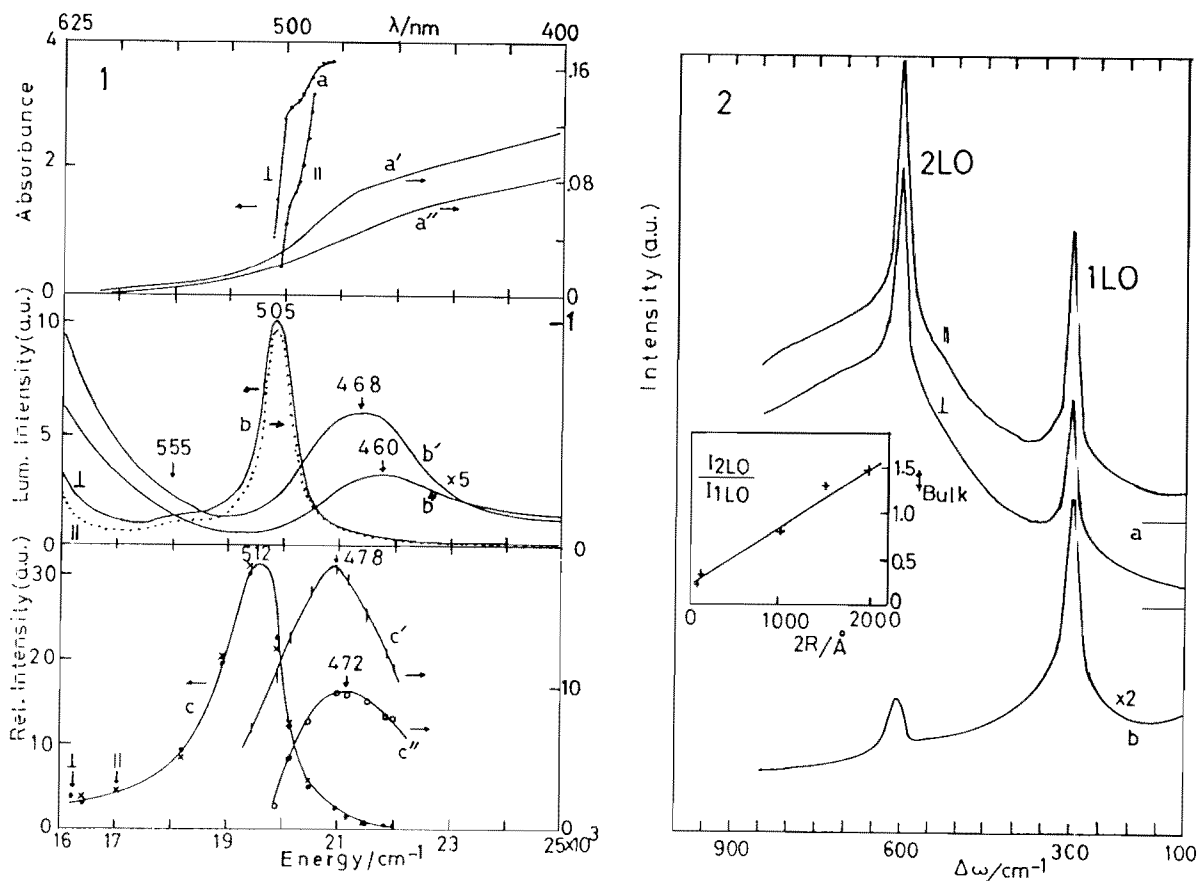 625 500 λ/nm 400
4
1
a
.16
Absorbance
⊥ ||
2
a'
.08
a"
0
0
505
10
1
468
Lum. Intensity (a.u.)
b
b'
555
460
5
×5
b"
⊥
||
0
0
512 478
30
c'
Rel. Intensity (a.u.)
20
472
c
10
c"
10
⊥ ||
0
0
16 17 19 20 21 23 25×10³
Energy/cm⁻¹
2
2LO
1LO
Intensity (a.u.)
||
⊥
I2LO
I1LO
1.5
Bulk
1.0
0.5
0
0 1000 2000
2R/Å
a
×2
b
900 600 300 100
Δω/cm⁻¹